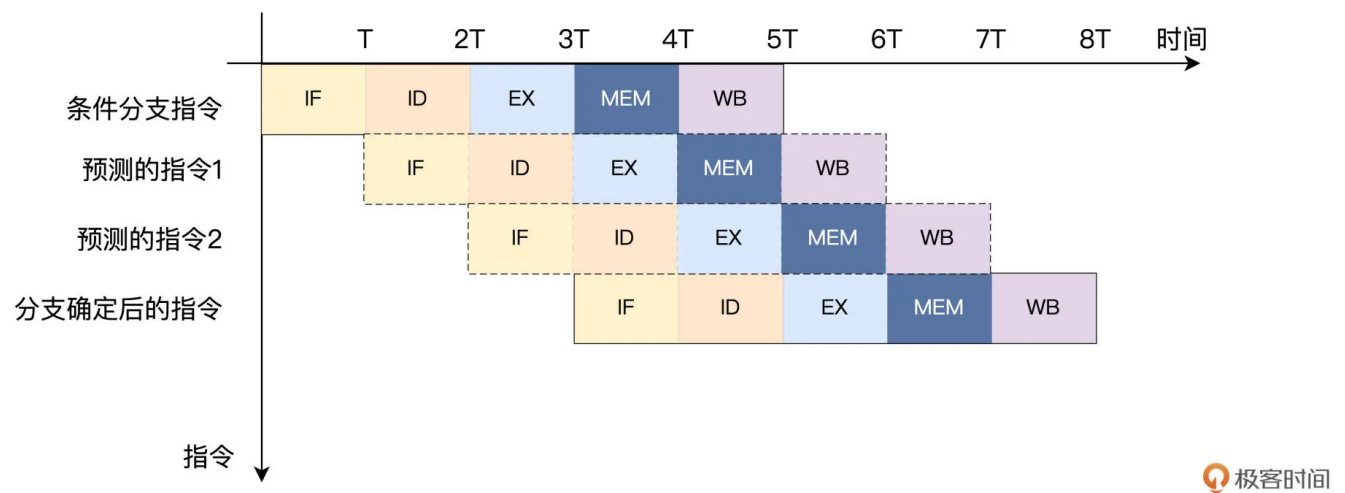 T 2T 3T 4T 5T 6T 7T 8T 时间
条件分支指令 IF ID EX MEM WB
预测的指令1 IF ID EX MEM WB
预测的指令2 IF ID EX MEM WB
分支确定后的指令 IF ID EX MEM WB
指令
极客时间